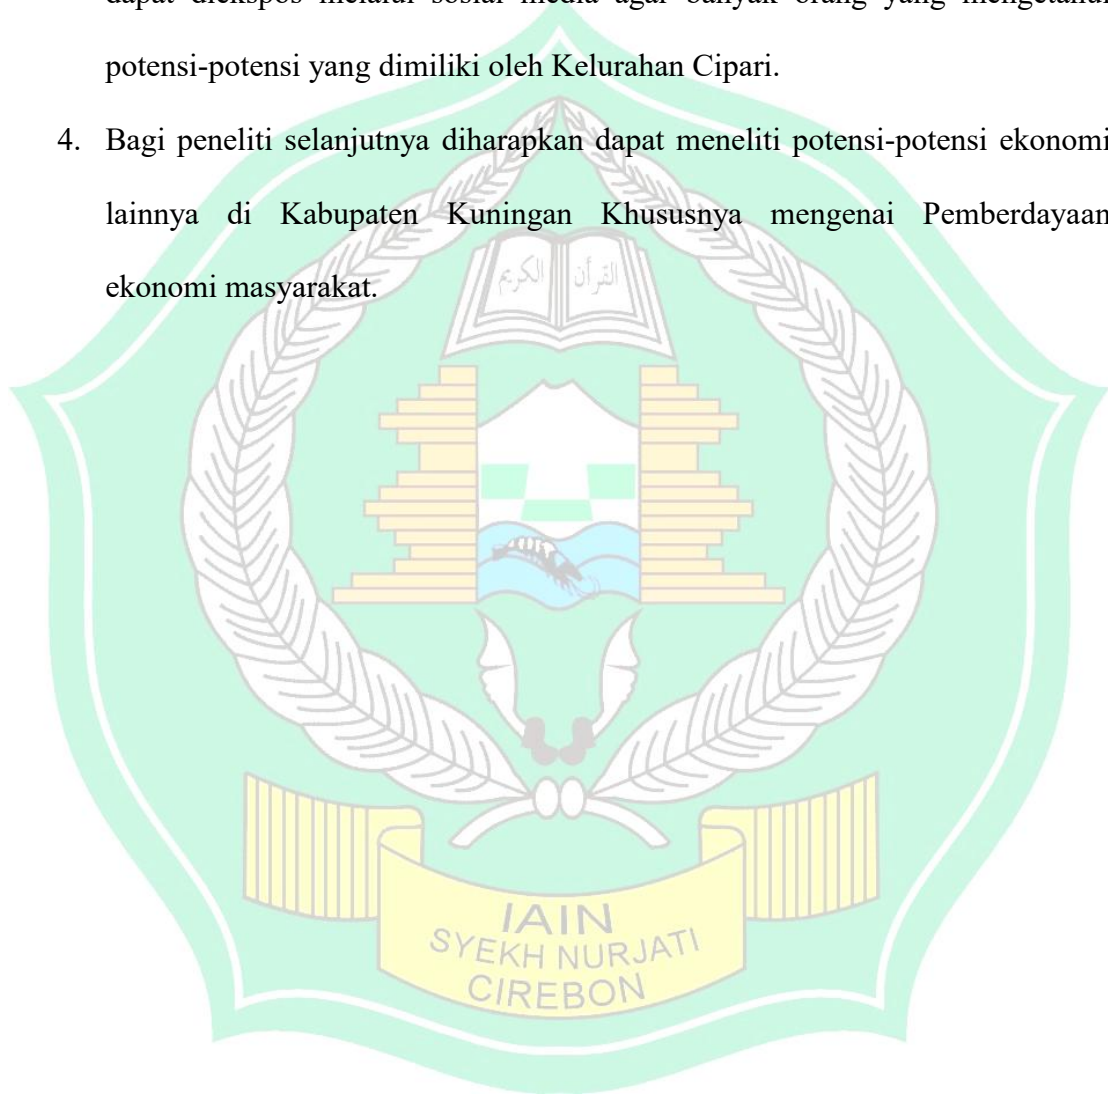 dapat diekspos melalui sosial media agar banyak orang yang mengetahui
potensi-potensi yang dimiliki oleh Kelurahan Cipari.
4. Bagi peneliti selanjutnya diharapkan dapat meneliti potensi-potensi ekonomi
lainnya di Kabupaten Kuningan Khususnya mengenai Pemberdayaan
ekonomi masyarakat.
القرآن الكريم
IAIN
SYEKH NURJATI
CIREBON